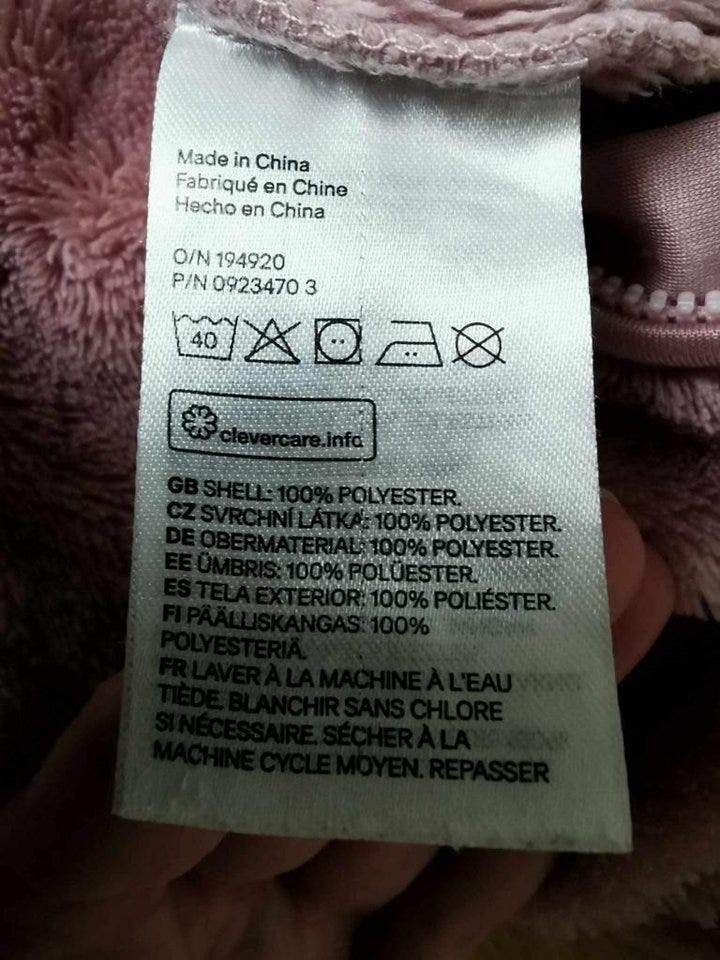 Made in China
Fabriqué en Chine
Hecho en China
O/N 194920
P/N 0923470 3
40
clevercare.info
GB SHELL: 100% POLYESTER.
CZ SVRCHNÍ LÁTKA: 100% POLYESTER.
DE OBERMATERIAL: 100% POLYESTER.
EE ÜMBRIS: 100% POLÜESTER.
ES TELA EXTERIOR: 100% POLIÉSTER.
FI PÄÄLLISKANGAS: 100%
POLYESTERIÄ.
FR LAVER À LA MACHINE À L'EAU
TIÈDE. BLANCHIR SANS CHLORE
SI NÉCESSAIRE. SÉCHER À LA
MACHINE CYCLE MOYEN. REPASSER